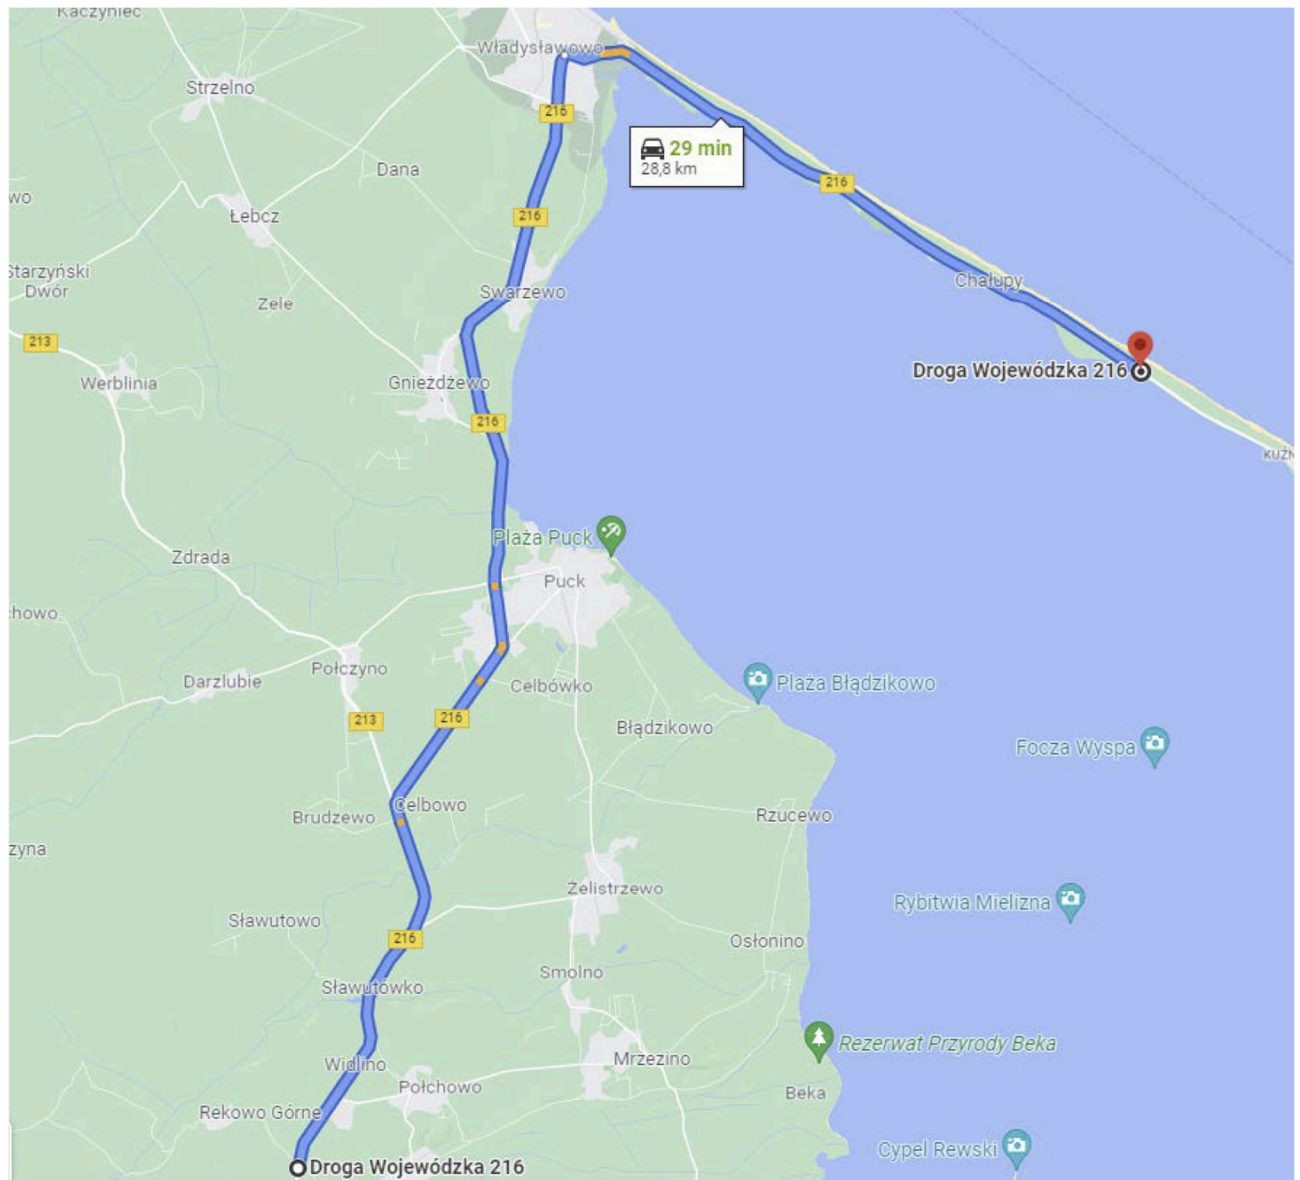 Kaczyniec
Władysławowo
Strzelno
216
29 min
28,8 km
Dana
216
wo
Łebcz
216
Starzyński
Dwór
Chałupy
Swarzewo
Zele
213
Droga Wojewódzka 216
Werblinia
Gnieżdżewo
216
KUŹN
Plaża Puck
Zdrada
Puck
chowo
Połczyno
Darzlubie
Celbówko
Plaża Błądzikowo
213
216
Błądzikowo
Focza Wyspa
Celbowo
Brudzewo
Rzucewo
zyna
Żelistrzewo
Rybitwia Mielizna
Sławutowo
216
Osłonino
Smolno
Sławutówko
Rezerwat Przyrody Beka
Widlino
Mrzezino
Połchowo
Beka
Rekowo Górne
Cypel Rewski
Droga Wojewódzka 216